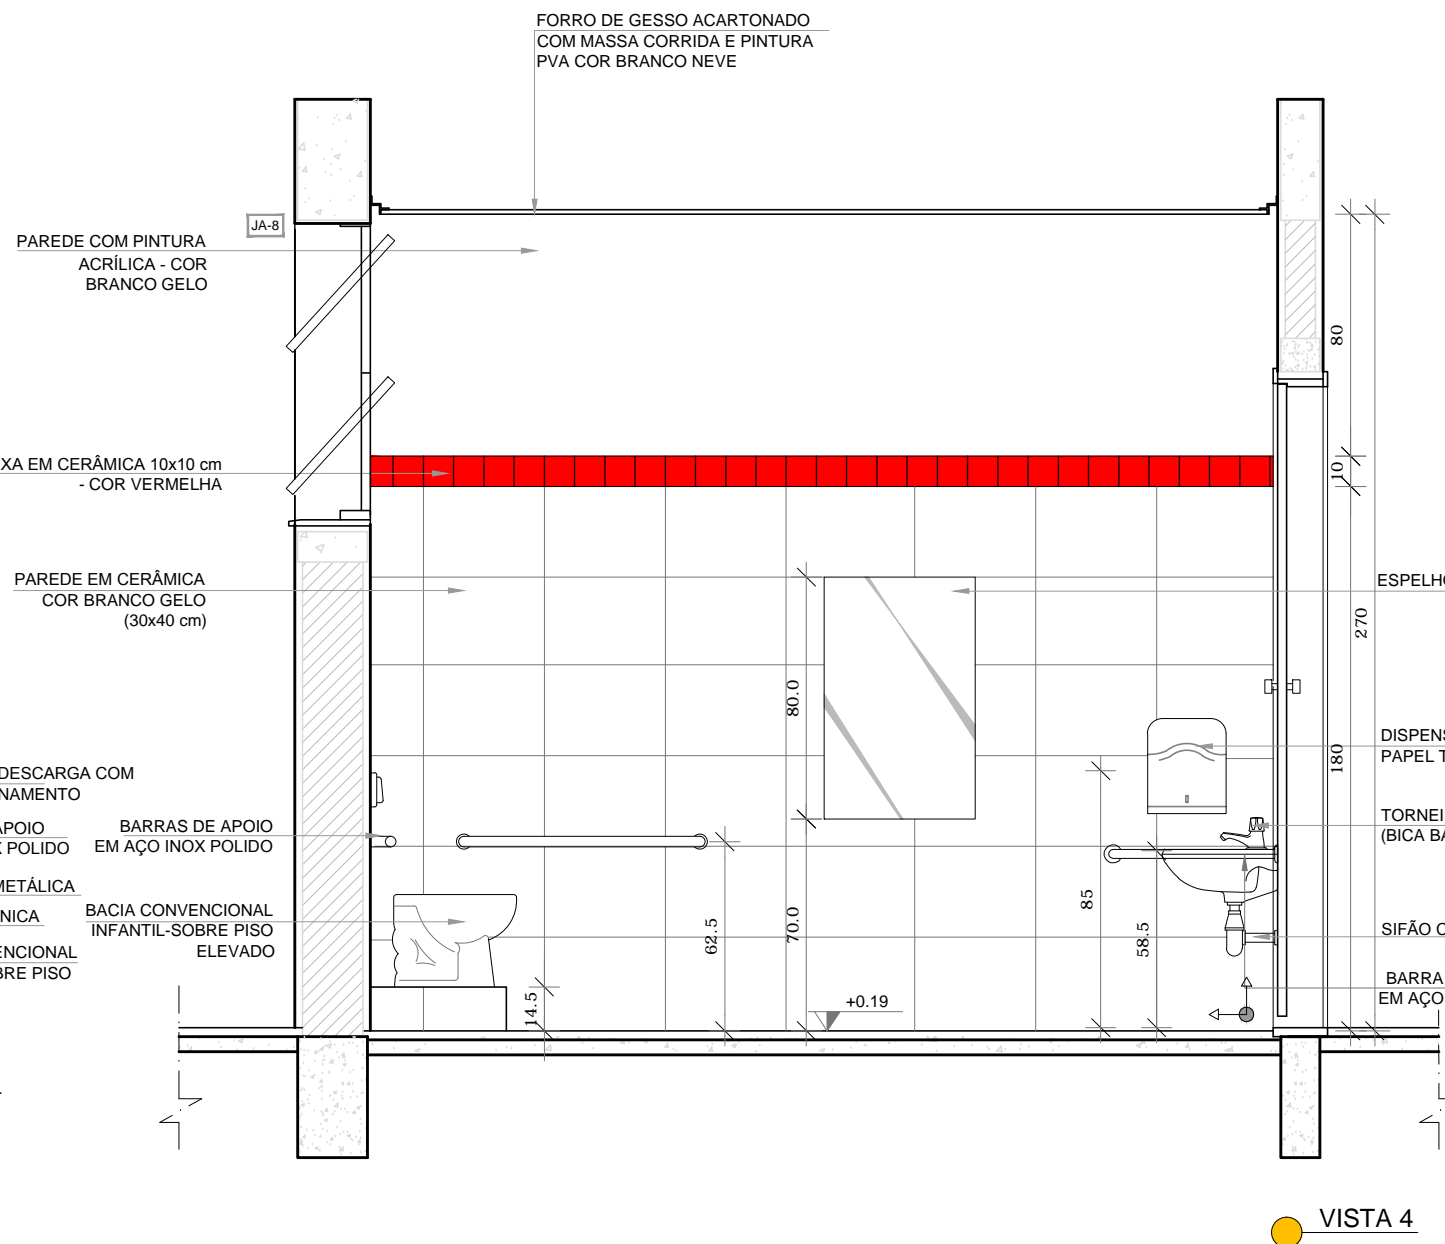 FORRO DE GESSO ACARTONADO
COM MASSA CORRIDA E PINTURA
PVA COR BRANCO NEVE
JA-8
PAREDE COM PINTURA
ACRÍLICA - COR
BRANCO GELO
80
XA EM CERÂMICA 10x10 cm
- COR VERMELHA
10
PAREDE EM CERÂMICA
COR BRANCO GELO
(30x40 cm)
ESPELHO
270
80.0
DISPENS
PAPEL T
180
DESCARGA COM
NAMENTO
APOIO
X POLIDO
BARRAS DE APOIO
EM AÇO INOX POLIDO
TORNEI
(BICA BA
METÁLICA
NICA
ENCIONAL
BRE PISO
BACIA CONVENCIONAL
INFANTIL-SOBRE PISO
ELEVADO
62.5
70.0
85
58.5
SIFÃO C
BARRA
EM AÇO
14.5
+0.19
VISTA 4